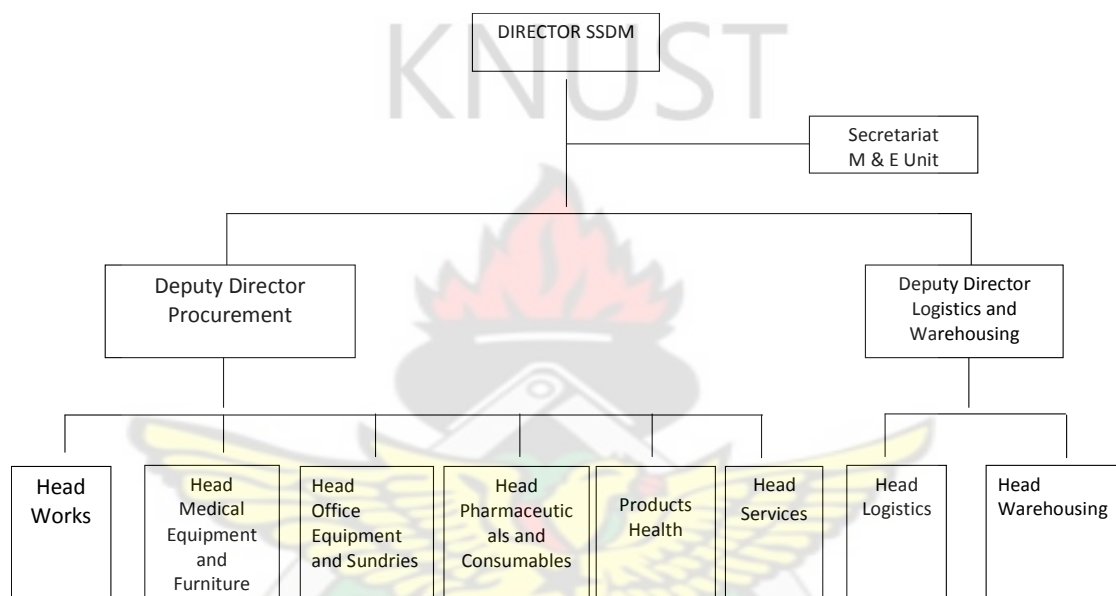 KNUST
DIRECTOR SSDM
Secretariat
M & E Unit
Deputy Director
Procurement
Deputy Director
Logistics and
Warehousing
Head
Works
Head
Medical
Equipment
and
Furniture
Head
Office
Equipment
and Sundries
Head
Pharmaceutic
als and
Consumables
Products
Health
Head
Services
Head
Logistics
Head
Warehousing